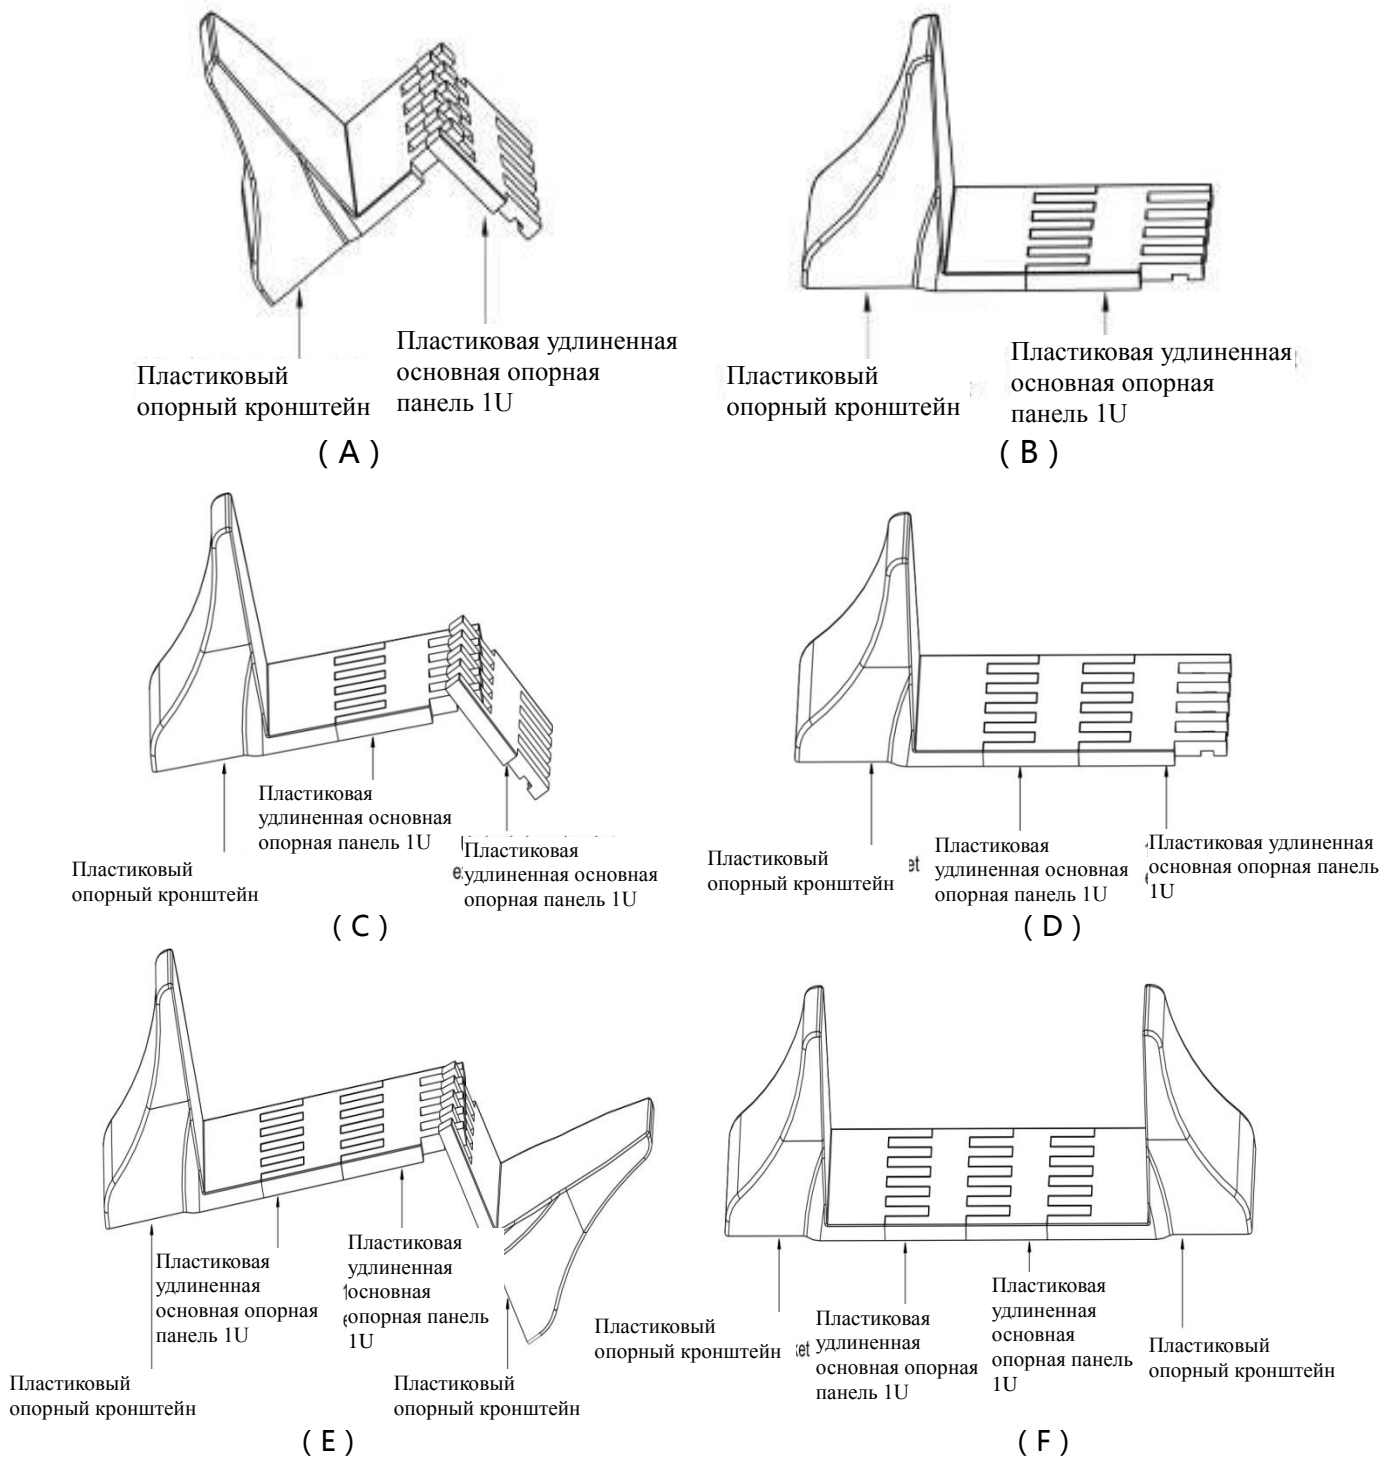 Пластиковый
опорный кронштейн
Пластиковая удлиненная
основная опорная
панель 1U
( A )
Пластиковый
опорный кронштейн
Пластиковая удлиненная
основная опорная
панель 1U
( B )
Пластиковый
опорный кронштейн
Пластиковая
удлиненная основная
опорная панель 1U
Пластиковая
удлиненная основная
опорная панель 1U
( C )
Пластиковый
опорный кронштейн
Пластиковая
удлиненная основная
опорная панель 1U
Пластиковая удлиненная
основная опорная панель
1U
( D )
Пластиковый
опорный кронштейн
Пластиковая
удлиненная
основная опорная
панель 1U
Пластиковая
удлиненная
основная
опорная панель
1U
Пластиковый
опорный кронштейн
( E )
Пластиковый
опорный кронштейн
Пластиковая
удлиненная
основная опорная
панель 1U
Пластиковая
удлиненная
основная
опорная панель
1U
Пластиковый
опорный кронштейн
( F )